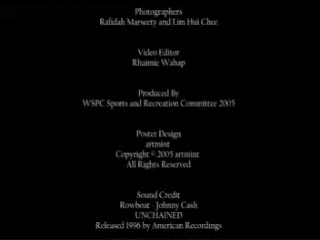 Photographers
Rafidah Marseety and Lim Hui Chee
Video Editor
Rhaimie Wahap
Produced By
WSPC Sports and Recreation Committee 2005
Poster Design
artmint
Copyright © 2005 artmint
All Rights Reserved
Sound Credit
Rowboat - Johnny Cash
UNCHAINED
Released 1996 by American Recordings